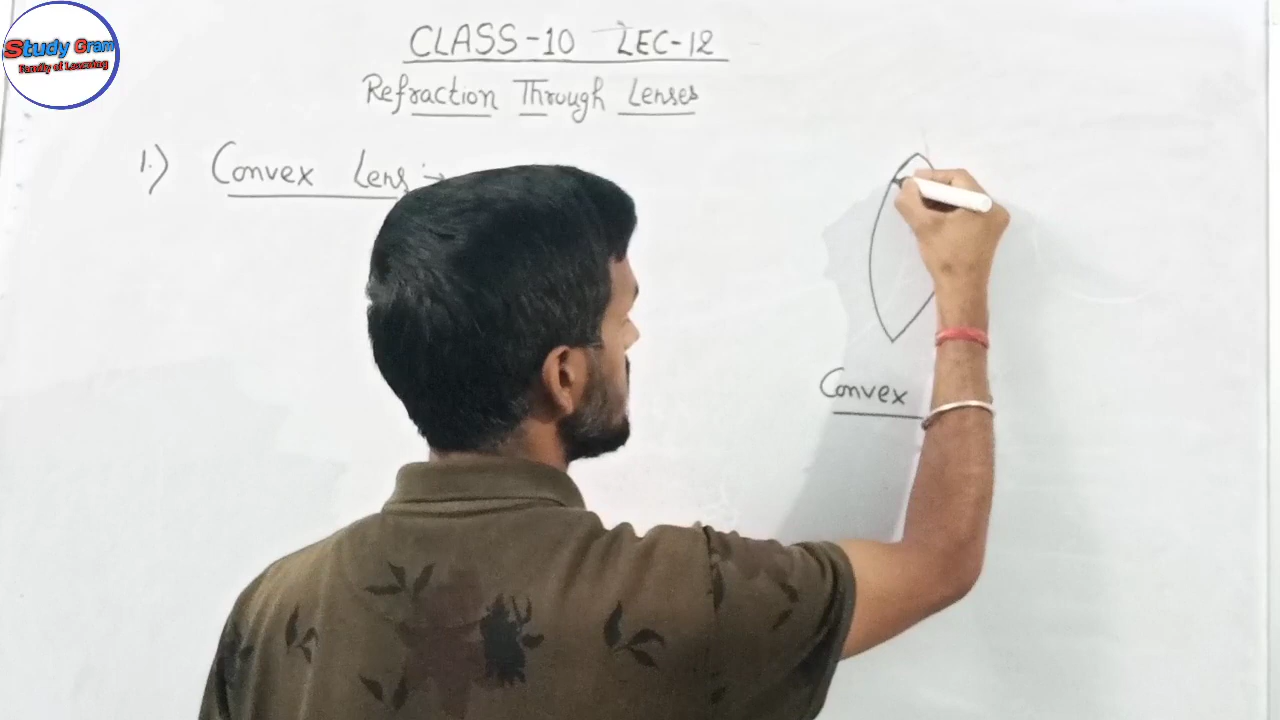 Study Gram
Family of Learning
CLASS-10 LEC-12
Refraction Through Lenses
1.) Convex Lens :→
Convex